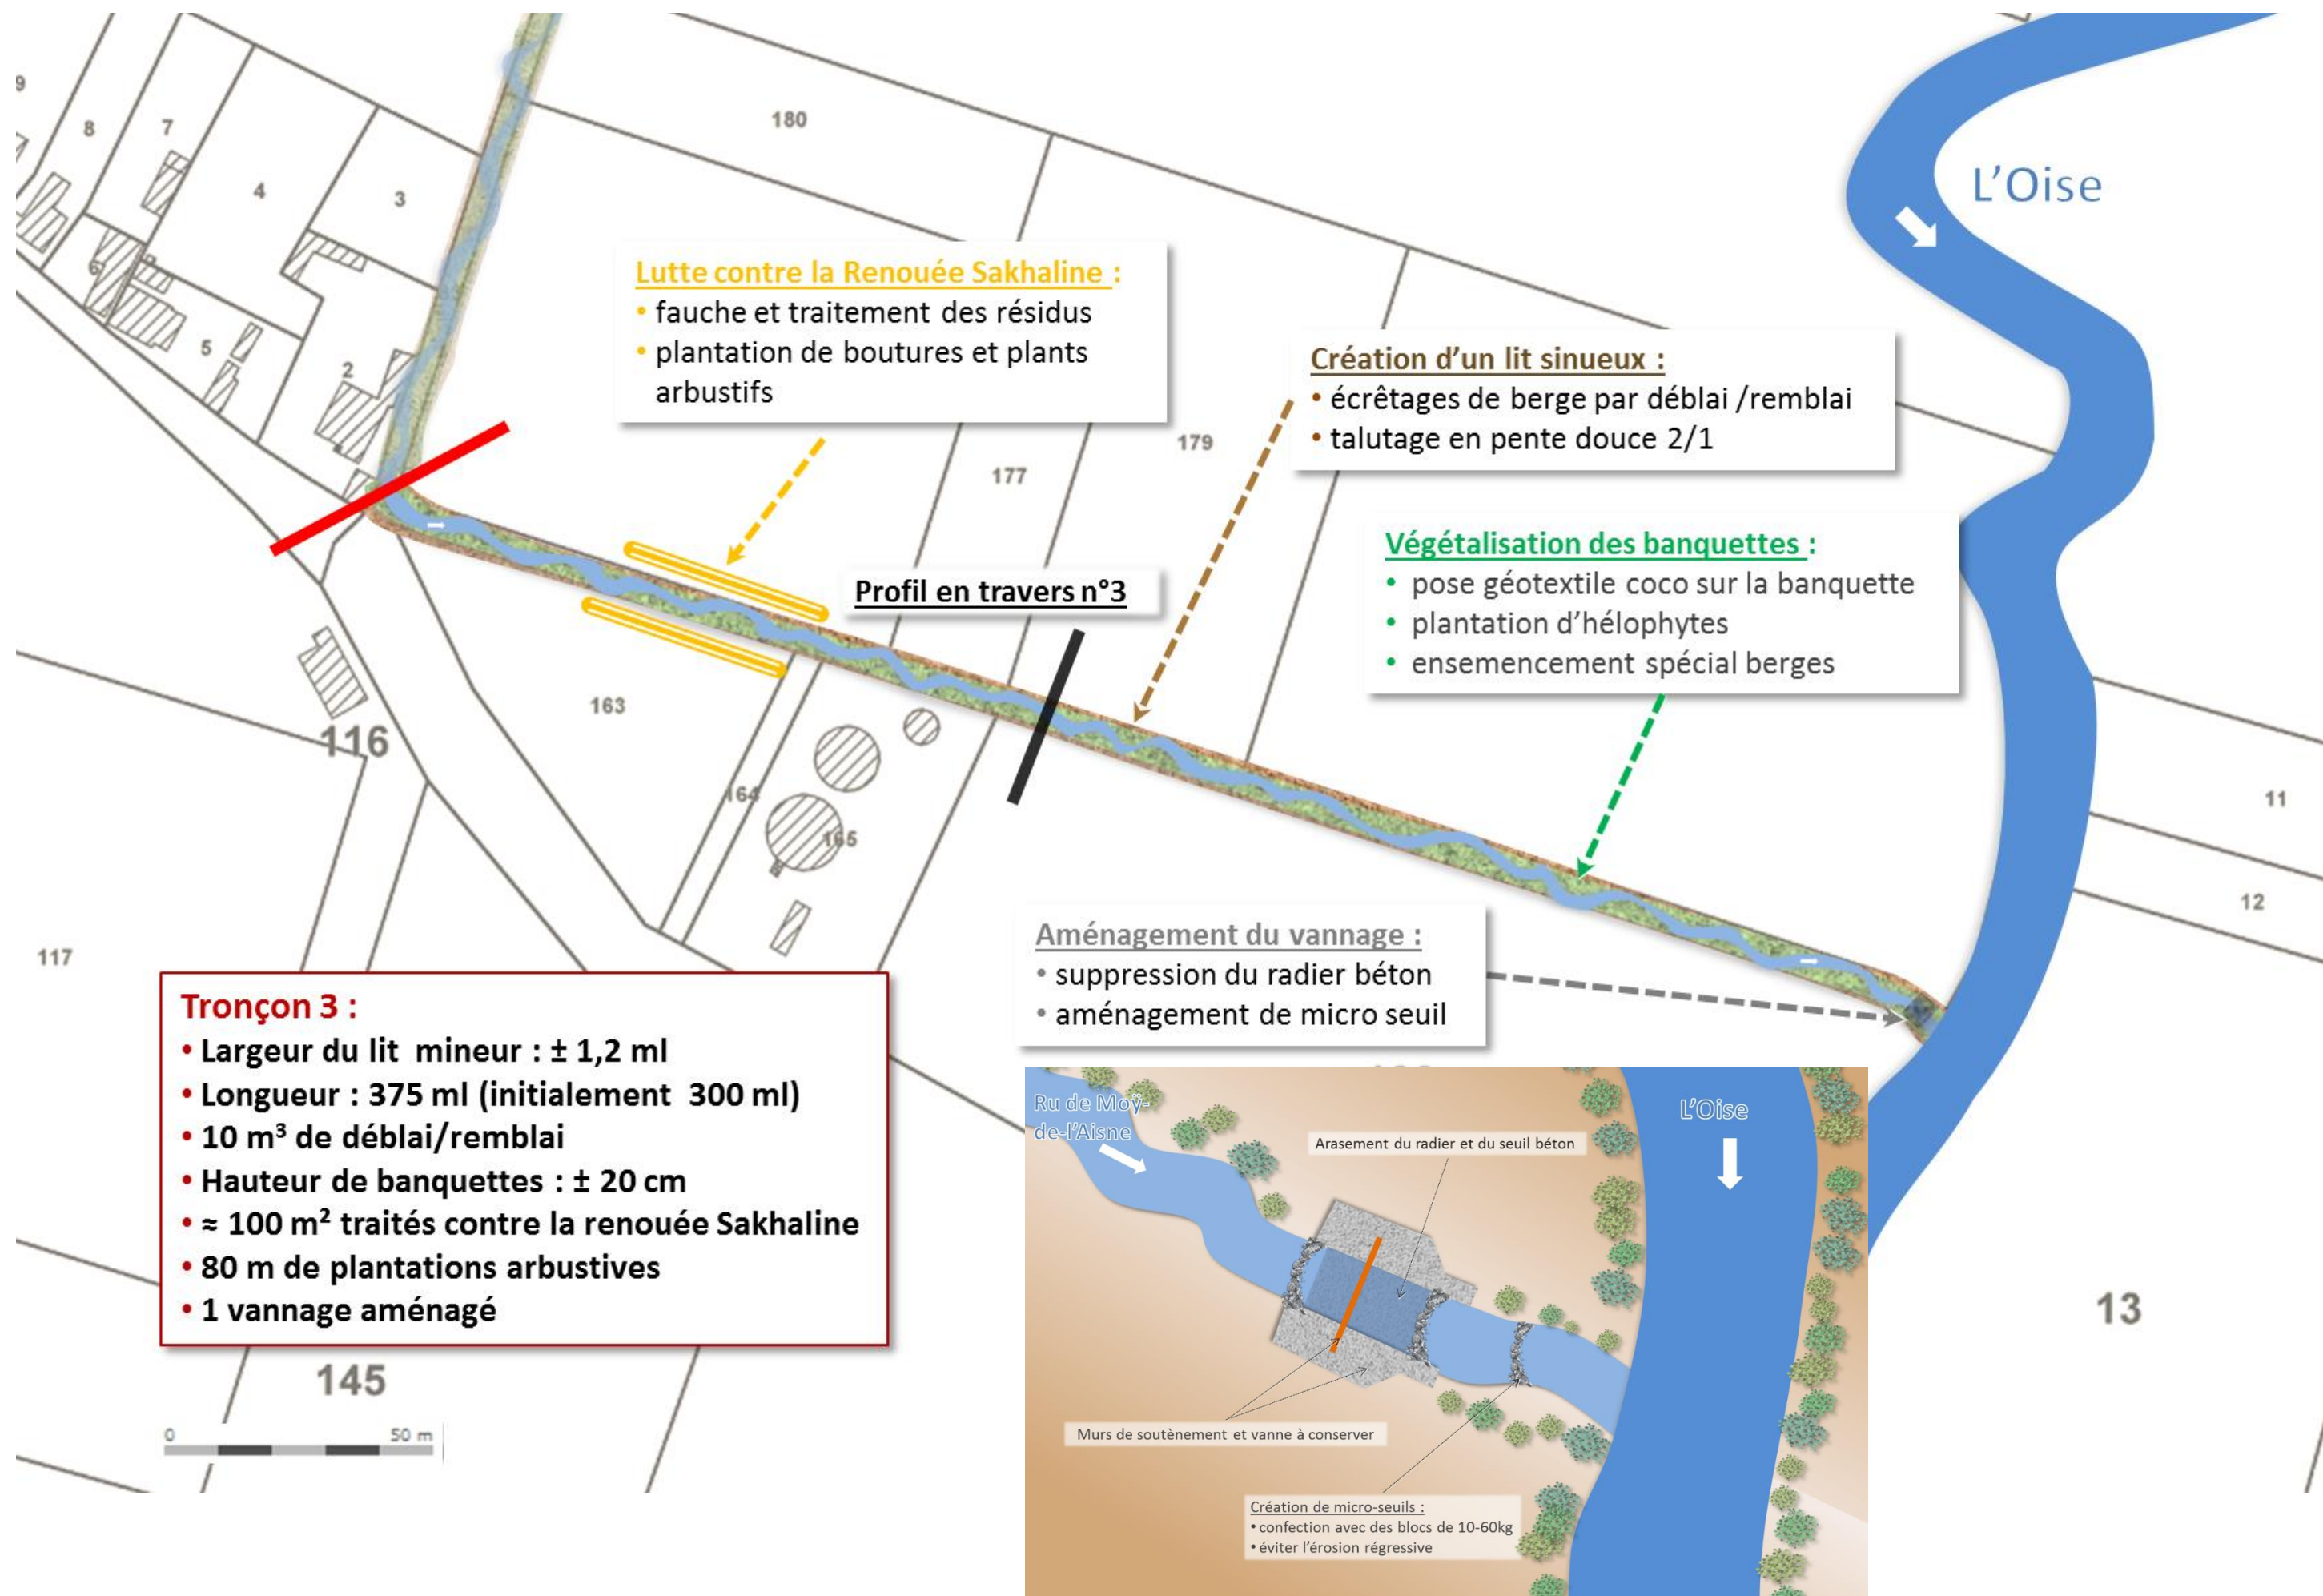 9
8
7
4
3
6
5
2
180
L'Oise
Lutte contre la Renouée Sakhaline :
• fauche et traitement des résidus
• plantation de boutures et plants
arbustifs
Création d'un lit sinueux :
• écrêtages de berge par déblai /remblai
• talutage en pente douce 2/1
179
177
Végétalisation des banquettes :
• pose géotextile coco sur la banquette
• plantation d'hélophytes
• ensemencement spécial berges
Profil en travers n°3
163
116
164
165
11
12
117
Aménagement du vannage :
• suppression du radier béton
• aménagement de micro seuil
Tronçon 3 :
• Largeur du lit mineur : ± 1,2 ml
• Longueur : 375 ml (initialement 300 ml)
• 10 m³ de déblai/remblai
• Hauteur de banquettes : ± 20 cm
• ≈ 100 m² traités contre la renouée Sakhaline
• 80 m de plantations arbustives
• 1 vannage aménagé
Ru de Moÿ-
de-l'Aisne
L'Oise
Arasement du radier et du seuil béton
Murs de soutènement et vanne à conserver
Création de micro-seuils :
• confection avec des blocs de 10-60kg
• éviter l'érosion régressive
13
145
0 50 m